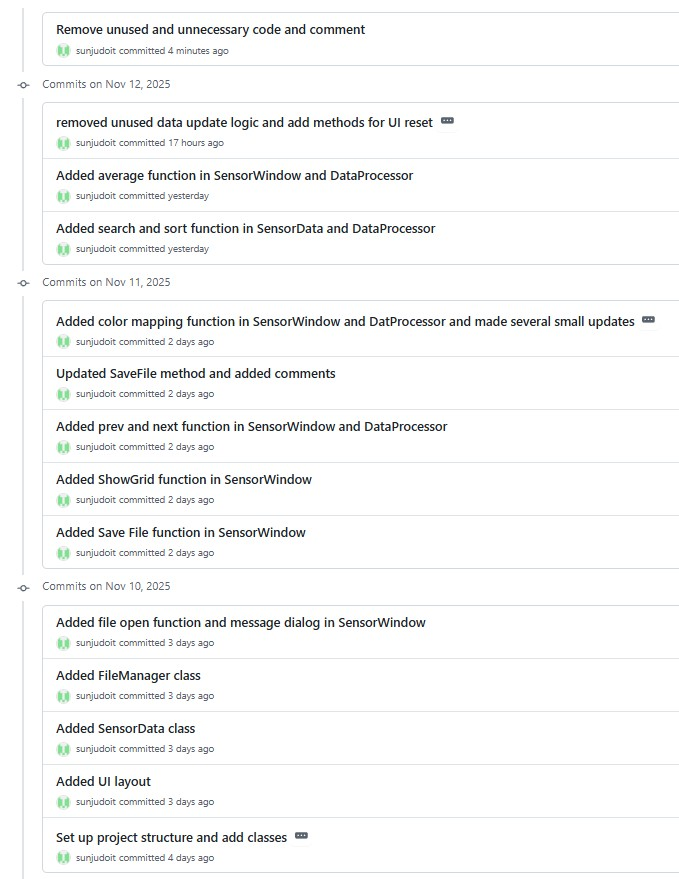 Remove unused and unnecessary code and comment
sunjudoit committed 4 minutes ago
Commits on Nov 12, 2025
removed unused data update logic and add methods for UI reset
sunjudoit committed 17 hours ago
Added average function in SensorWindow and DataProcessor
sunjudoit committed yesterday
Added search and sort function in SensorData and DataProcessor
sunjudoit committed yesterday
Commits on Nov 11, 2025
Added color mapping function in SensorWindow and DatProcessor and made several small updates
sunjudoit committed 2 days ago
Updated SaveFile method and added comments
sunjudoit committed 2 days ago
Added prev and next function in SensorWindow and DataProcessor
sunjudoit committed 2 days ago
Added ShowGrid function in SensorWindow
sunjudoit committed 2 days ago
Added Save File function in SensorWindow
sunjudoit committed 2 days ago
Commits on Nov 10, 2025
Added file open function and message dialog in SensorWindow
sunjudoit committed 3 days ago
Added FileManager class
sunjudoit committed 3 days ago
Added SensorData class
sunjudoit committed 3 days ago
Added UI layout
sunjudoit committed 3 days ago
Set up project structure and add classes
sunjudoit committed 4 days ago